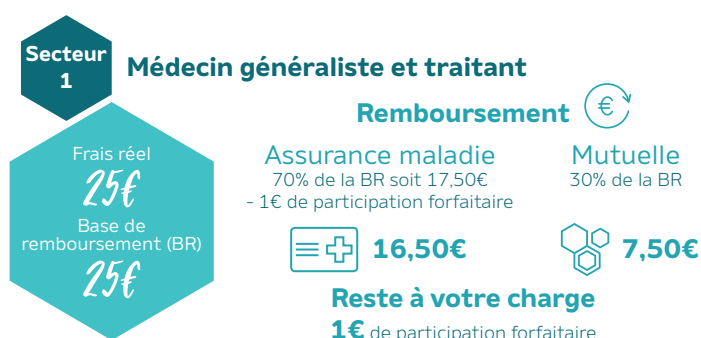 Secteur
1
Médecin généraliste et traitant
Remboursement €
Frais réel
25€
Base de
remboursement (BR)
25€
Assurance maladie
70% de la BR soit 17,50€
- 1€ de participation forfaitaire
16,50€
Mutuelle
30% de la BR
7,50€
Reste à votre charge
1€ de participation forfaitaire